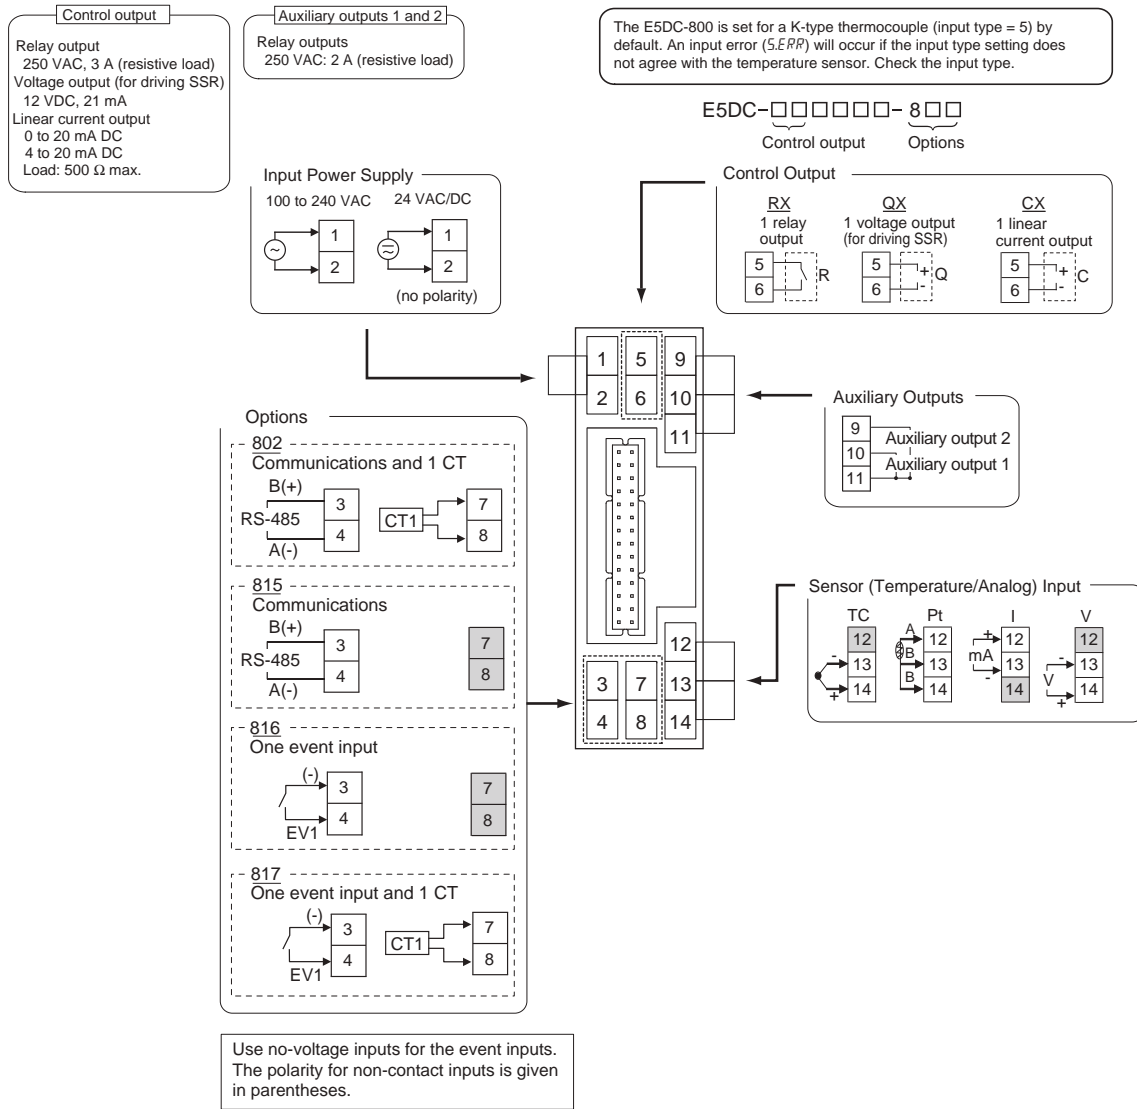 Control output
Relay output
250 VAC, 3 A (resistive load)
Voltage output (for driving SSR)
12 VDC, 21 mA
Linear current output
0 to 20 mA DC
4 to 20 mA DC
Load: 500 Ω max.
Auxiliary outputs 1 and 2
Relay outputs
250 VAC: 2 A (resistive load)
The E5DC-800 is set for a K-type thermocouple (input type = 5) by
default. An input error (S.ERR) will occur if the input type setting does
not agree with the temperature sensor. Check the input type.
E5DC-□□□□□□-8□□
Control output
Options
Input Power Supply
100 to 240 VAC
24 VAC/DC
1
2
1
2
(no polarity)
Control Output
RX
1 relay
output
5
6
R
QX
1 voltage output
(for driving SSR)
5
6
+
-
Q
CX
1 linear
current output
5
6
+
-
C
1
2
5
6
9
10
11
Auxiliary Outputs
9
10
11
Auxiliary output 2
Auxiliary output 1
Options
802
Communications and 1 CT
B(+)
RS-485
A(-)
3
4
CT1
7
8
815
Communications
B(+)
RS-485
A(-)
3
4
7
8
816
One event input
(-)
EV1
3
4
7
8
817
One event input and 1 CT
(-)
EV1
3
4
CT1
7
8
3
4
7
8
12
13
14
Sensor (Temperature/Analog) Input
TC
12
13
14
-
+
Pt
A
B
B
12
13
14
I
+
mA
-
12
13
14
V
-
V
+
12
13
14
Use no-voltage inputs for the event inputs.
The polarity for non-contact inputs is given
in parentheses.